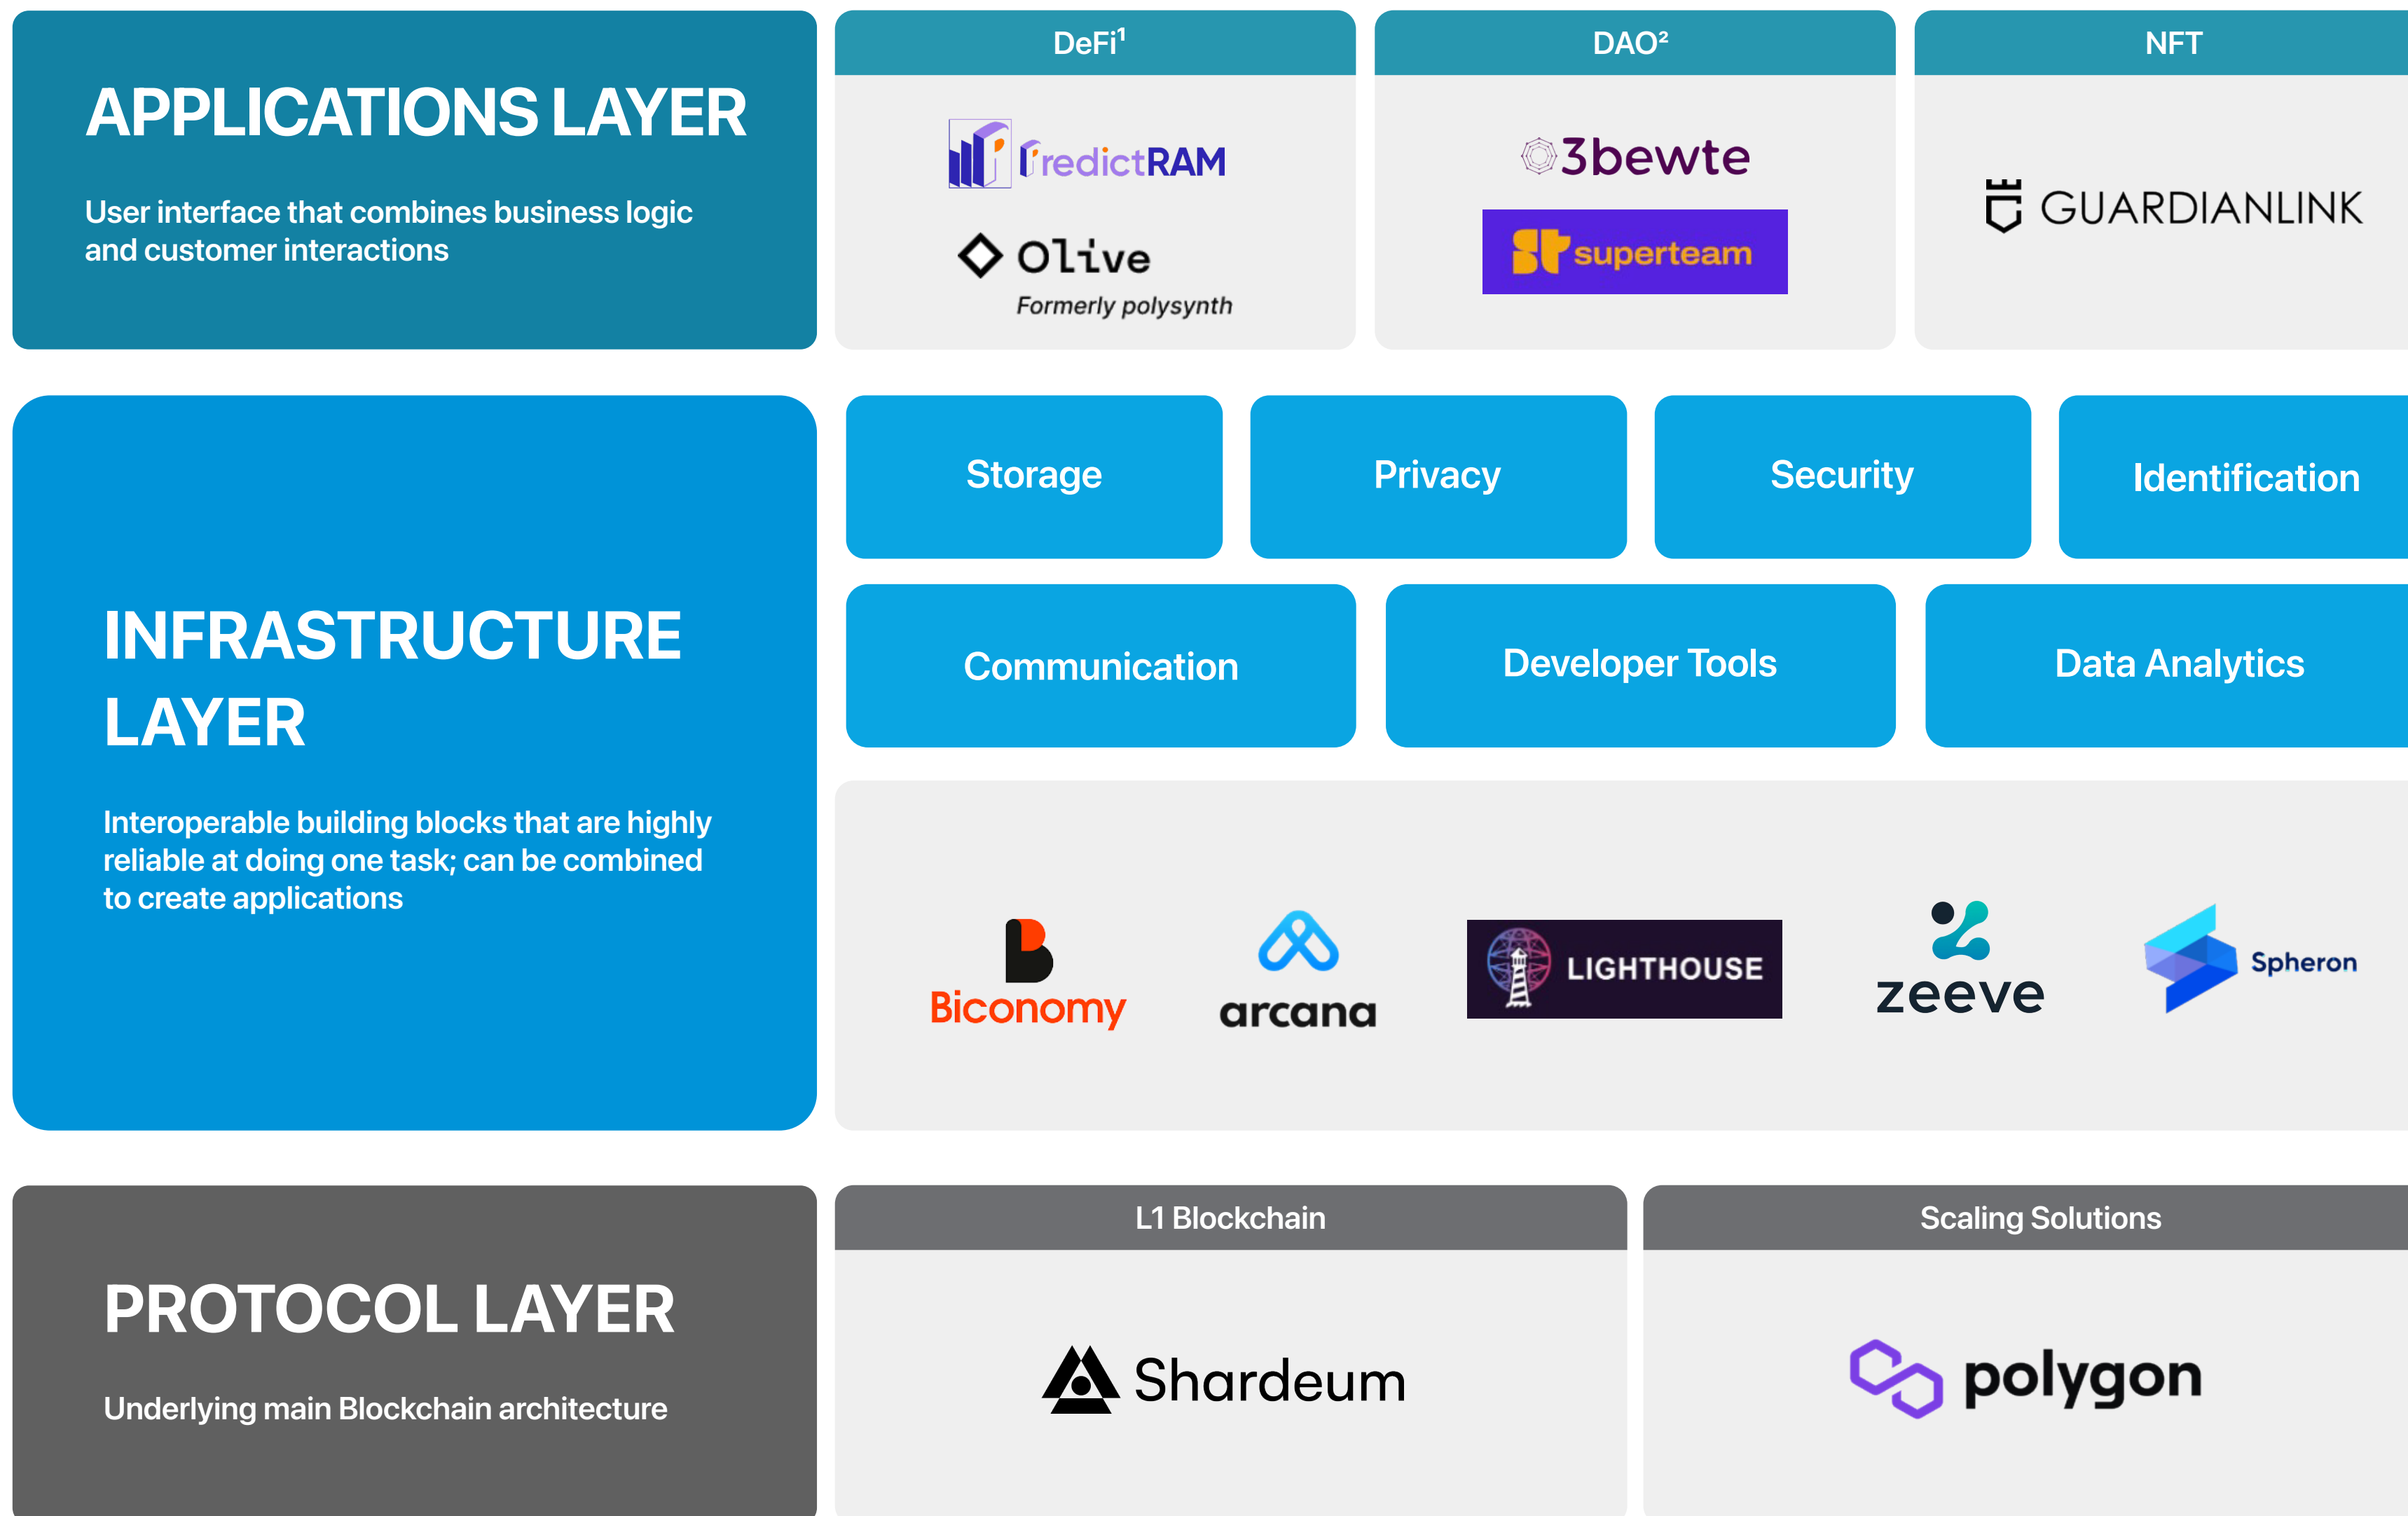 APPLICATIONS LAYER
User interface that combines business logic
and customer interactions
DeFi¹
PredictRAM
Olive
Formerly polysynth
DAO²
3bewte
superteam
NFT
GUARDIANLINK
INFRASTRUCTURE
LAYER
Interoperable building blocks that are highly
reliable at doing one task; can be combined
to create applications
Storage
Privacy
Security
Identification
Communication
Developer Tools
Data Analytics
Biconomy
arcana
LIGHTHOUSE
zeeve
Spheron
PROTOCOL LAYER
Underlying main Blockchain architecture
L1 Blockchain
Shardeum
Scaling Solutions
polygon